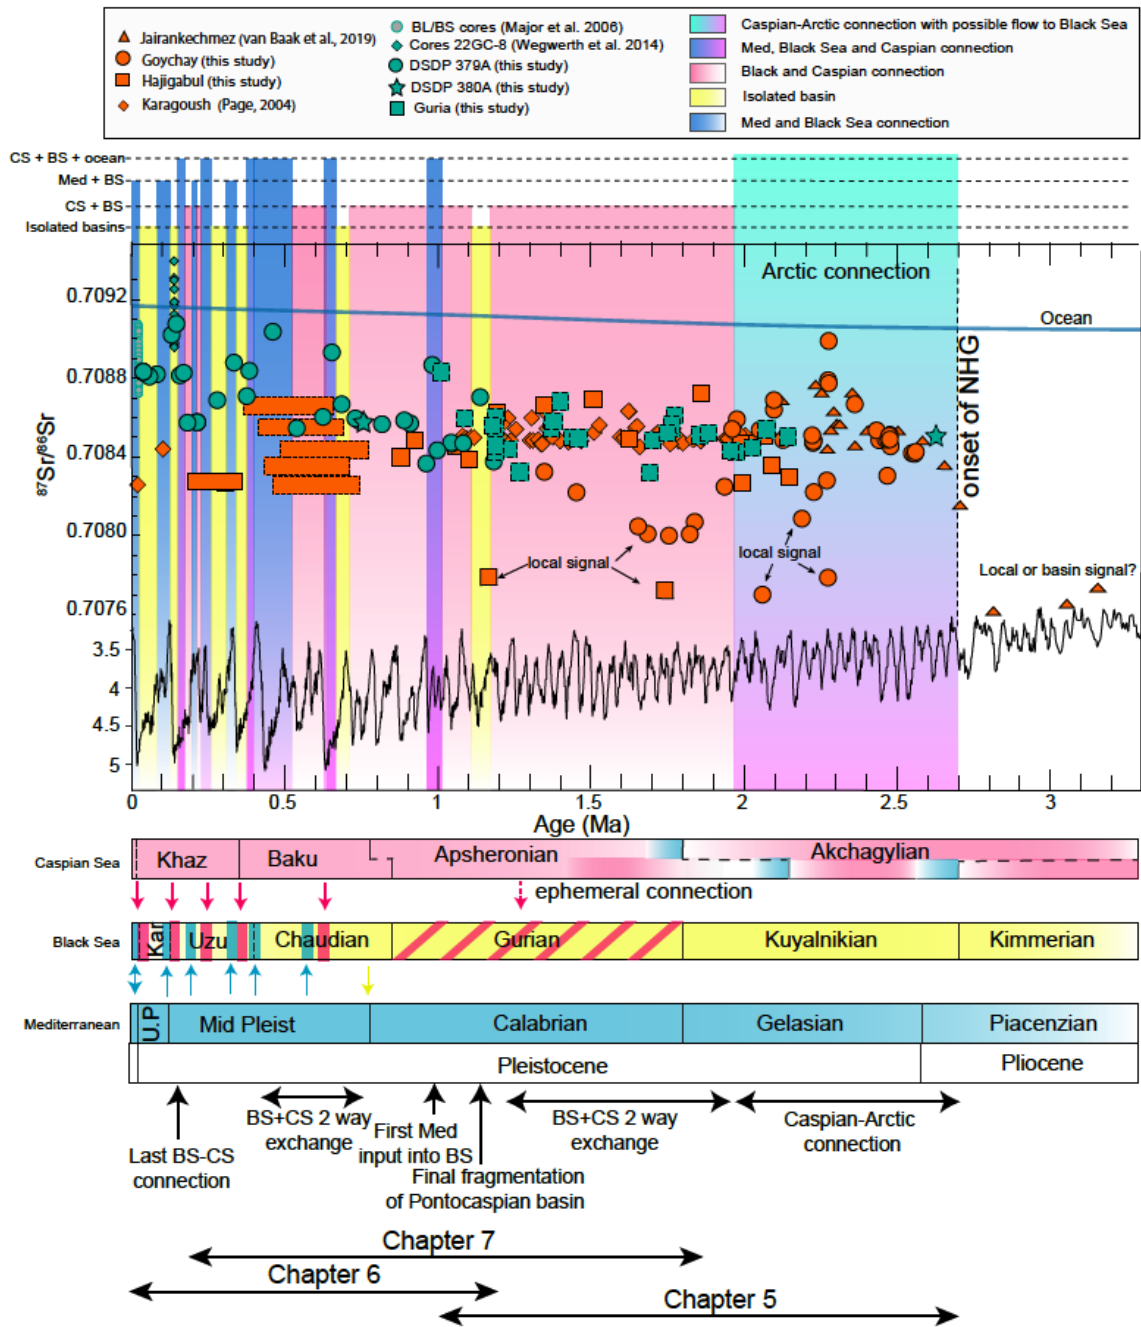 Jairankechmez (van Baak et al., 2019)
Goychay (this study)
Hajigabul (this study)
Karagoush (Page, 2004)
BL/BS cores (Major et al. 2006)
Cores 22GC-8 (Wegwerth et al. 2014)
DSDP 379A (this study)
DSDP 380A (this study)
Guria (this study)
Caspian-Arctic connection with possible flow to Black Sea
Med, Black Sea and Caspian connection
Black and Caspian connection
Isolated basin
Med and Black Sea connection
CS + BS + ocean
Med + BS
CS + BS
Isolated basins
Arctic connection
0.7092
Ocean
0.7088
0.7084
0.7080
0.7076
87Sr/86Sr
onset of NHG
local signal
local signal
Local or basin signal?
3.5
4
4.5
5
0 0.5 1 1.5 2 2.5 3
Age (Ma)
Caspian Sea
Khaz Baku Apsheronian Akchagylian
ephemeral connection
Black Sea
Kar Uzu Chaudian Gurian Kuyalnikian Kimmerian
Mediterranean
U.P Mid Pleist Calabrian Gelasian Piacenzian
Pleistocene Pliocene
Last BS-CS
connection
BS+CS 2 way
exchange
First Med
input into BS
Final fragmentation
of Pontocaspian basin
BS+CS 2 way
exchange
Caspian-Arctic
connection
Chapter 7
Chapter 6
Chapter 5